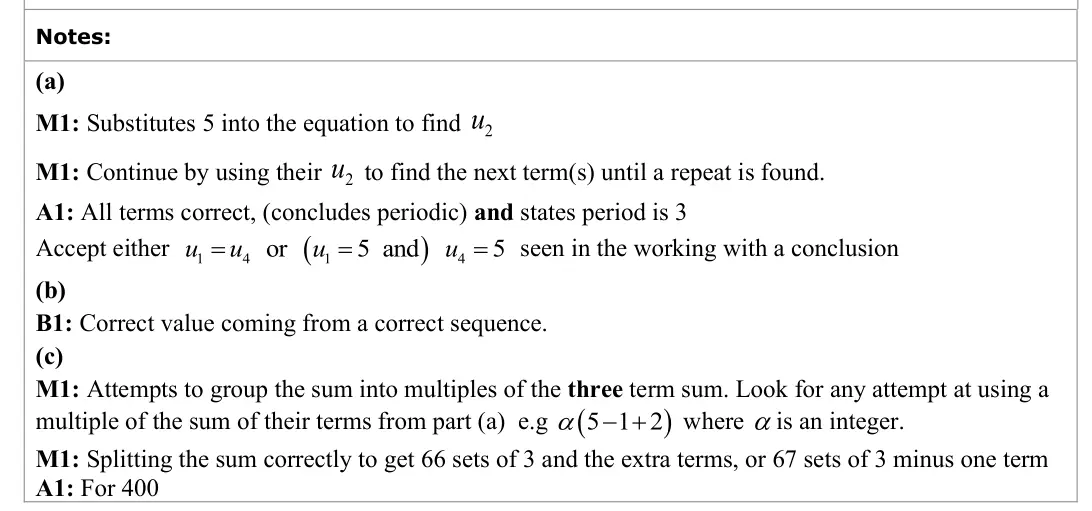 Notes:
(a)
M1: Substitutes 5 into the equation to find u₂
M1: Continue by using their u₂ to find the next term(s) until a repeat is found.
A1: All terms correct, (concludes periodic) and states period is 3
Accept either u₁ = u₄ or (u₁ = 5 and) u₄ = 5 seen in the working with a conclusion
(b)
B1: Correct value coming from a correct sequence.
(c)
M1: Attempts to group the sum into multiples of the three term sum. Look for any attempt at using a
multiple of the sum of their terms from part (a) e.g α(5−1+2) where α is an integer.
M1: Splitting the sum correctly to get 66 sets of 3 and the extra terms, or 67 sets of 3 minus one term
A1: For 400